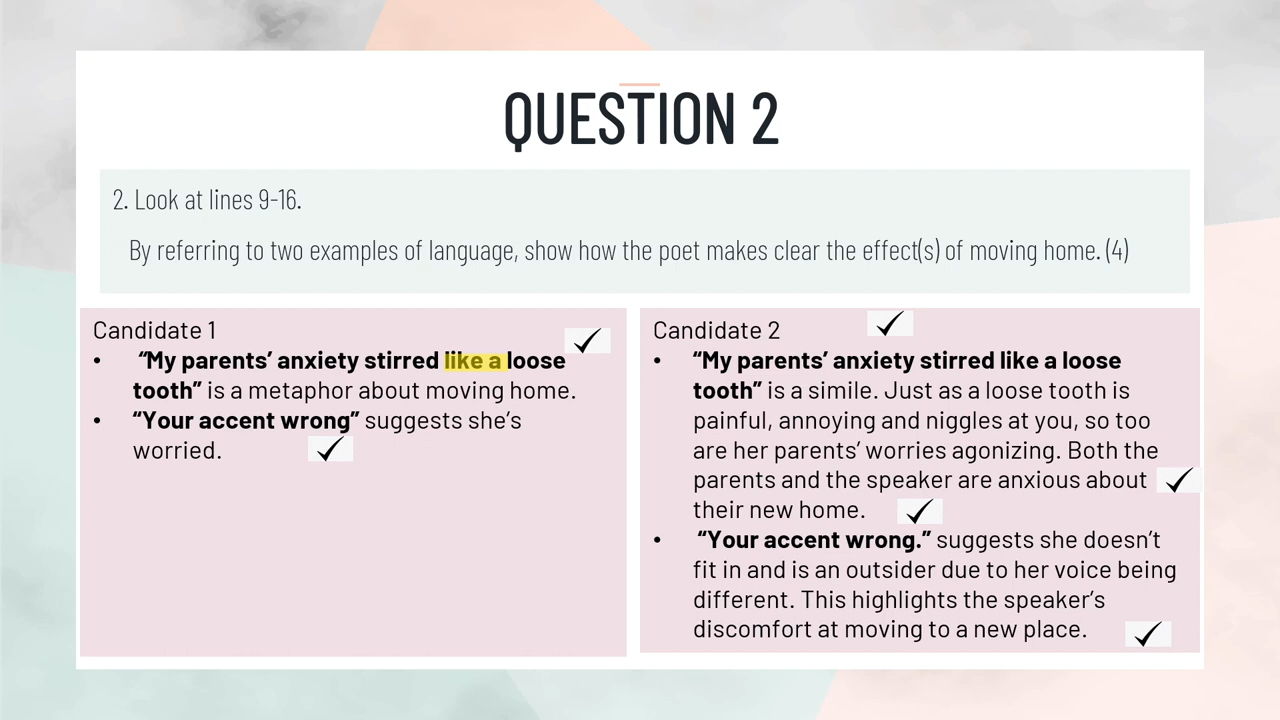 QUESTION 2
2. Look at lines 9-16.
By referring to two examples of language, show how the poet makes clear the effect(s) of moving home. (4)
Candidate 1
• “My parents’ anxiety stirred like a loose
tooth” is a metaphor about moving home.
• “Your accent wrong” suggests she’s
worried.
Candidate 2
• “My parents’ anxiety stirred like a loose
tooth” is a simile. Just as a loose tooth is
painful, annoying and niggles at you, so too
are her parents’ worries agonizing. Both the
parents and the speaker are anxious about
their new home.
• “Your accent wrong.” suggests she doesn’t
fit in and is an outsider due to her voice being
different. This highlights the speaker’s
discomfort at moving to a new place.